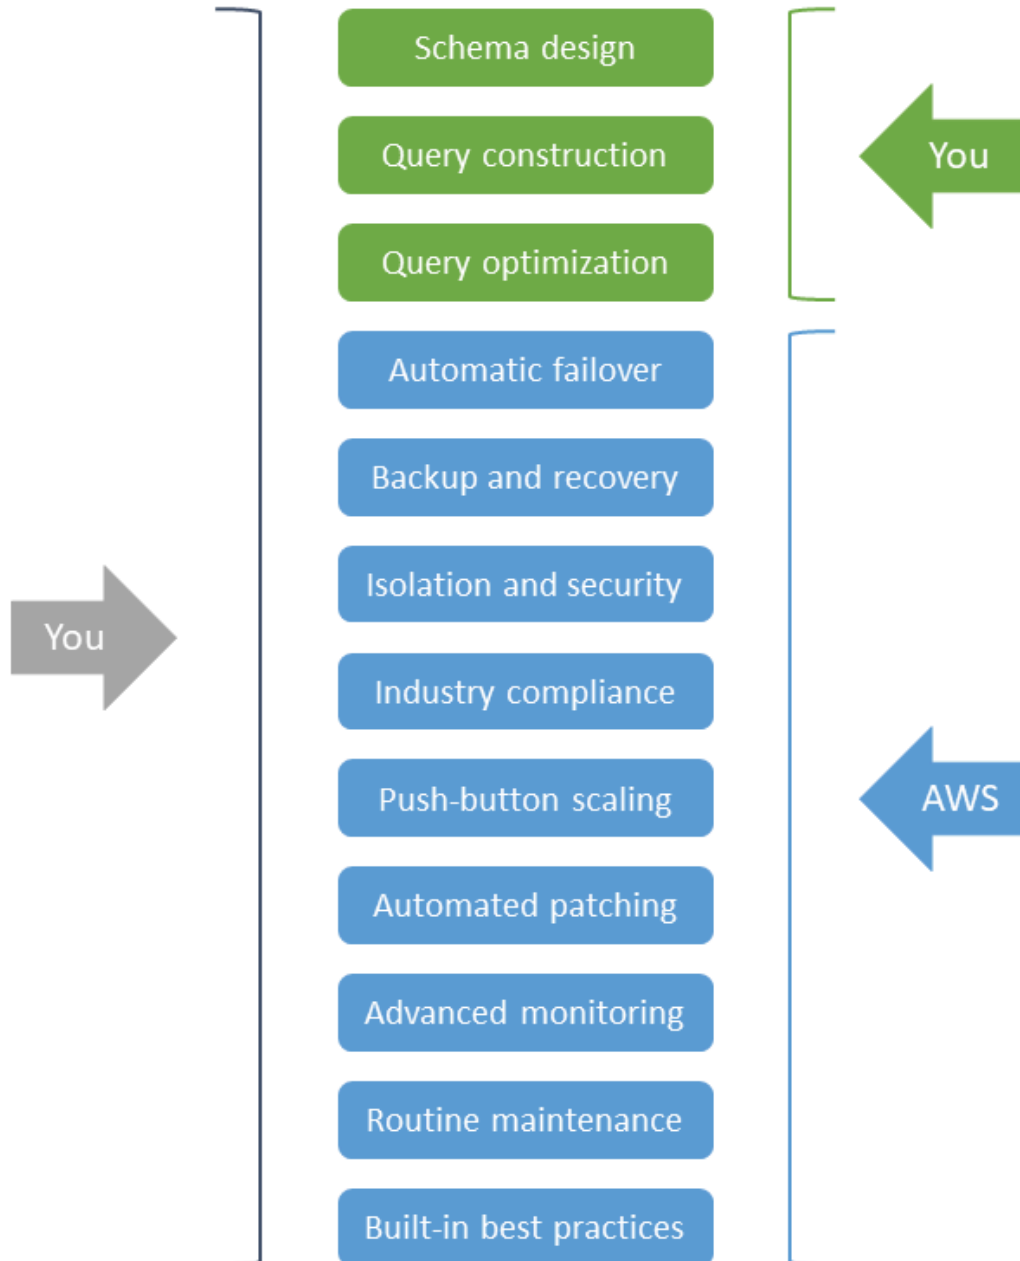 Schema design
Query construction
You
Query optimization
Automatic failover
Backup and recovery
Isolation and security
You
Industry compliance
Push-button scaling
AWS
Automated patching
Advanced monitoring
Routine maintenance
Built-in best practices